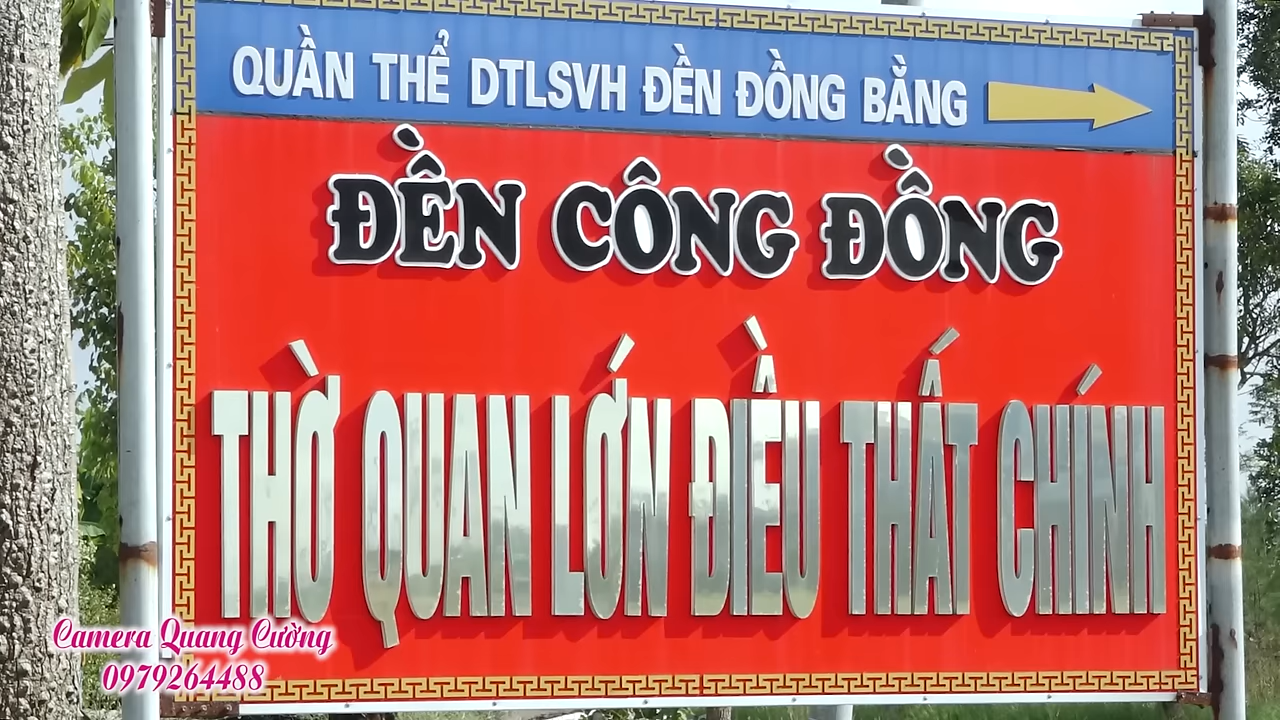 QUẦN THỂ DTLSVH ĐỀN ĐỒNG BẰNG
ĐỀN CÔNG ĐỒNG
THỜ QUAN LỚN ĐIỀU THẤT CHÍNH
Camera Quang Cường
0979264488